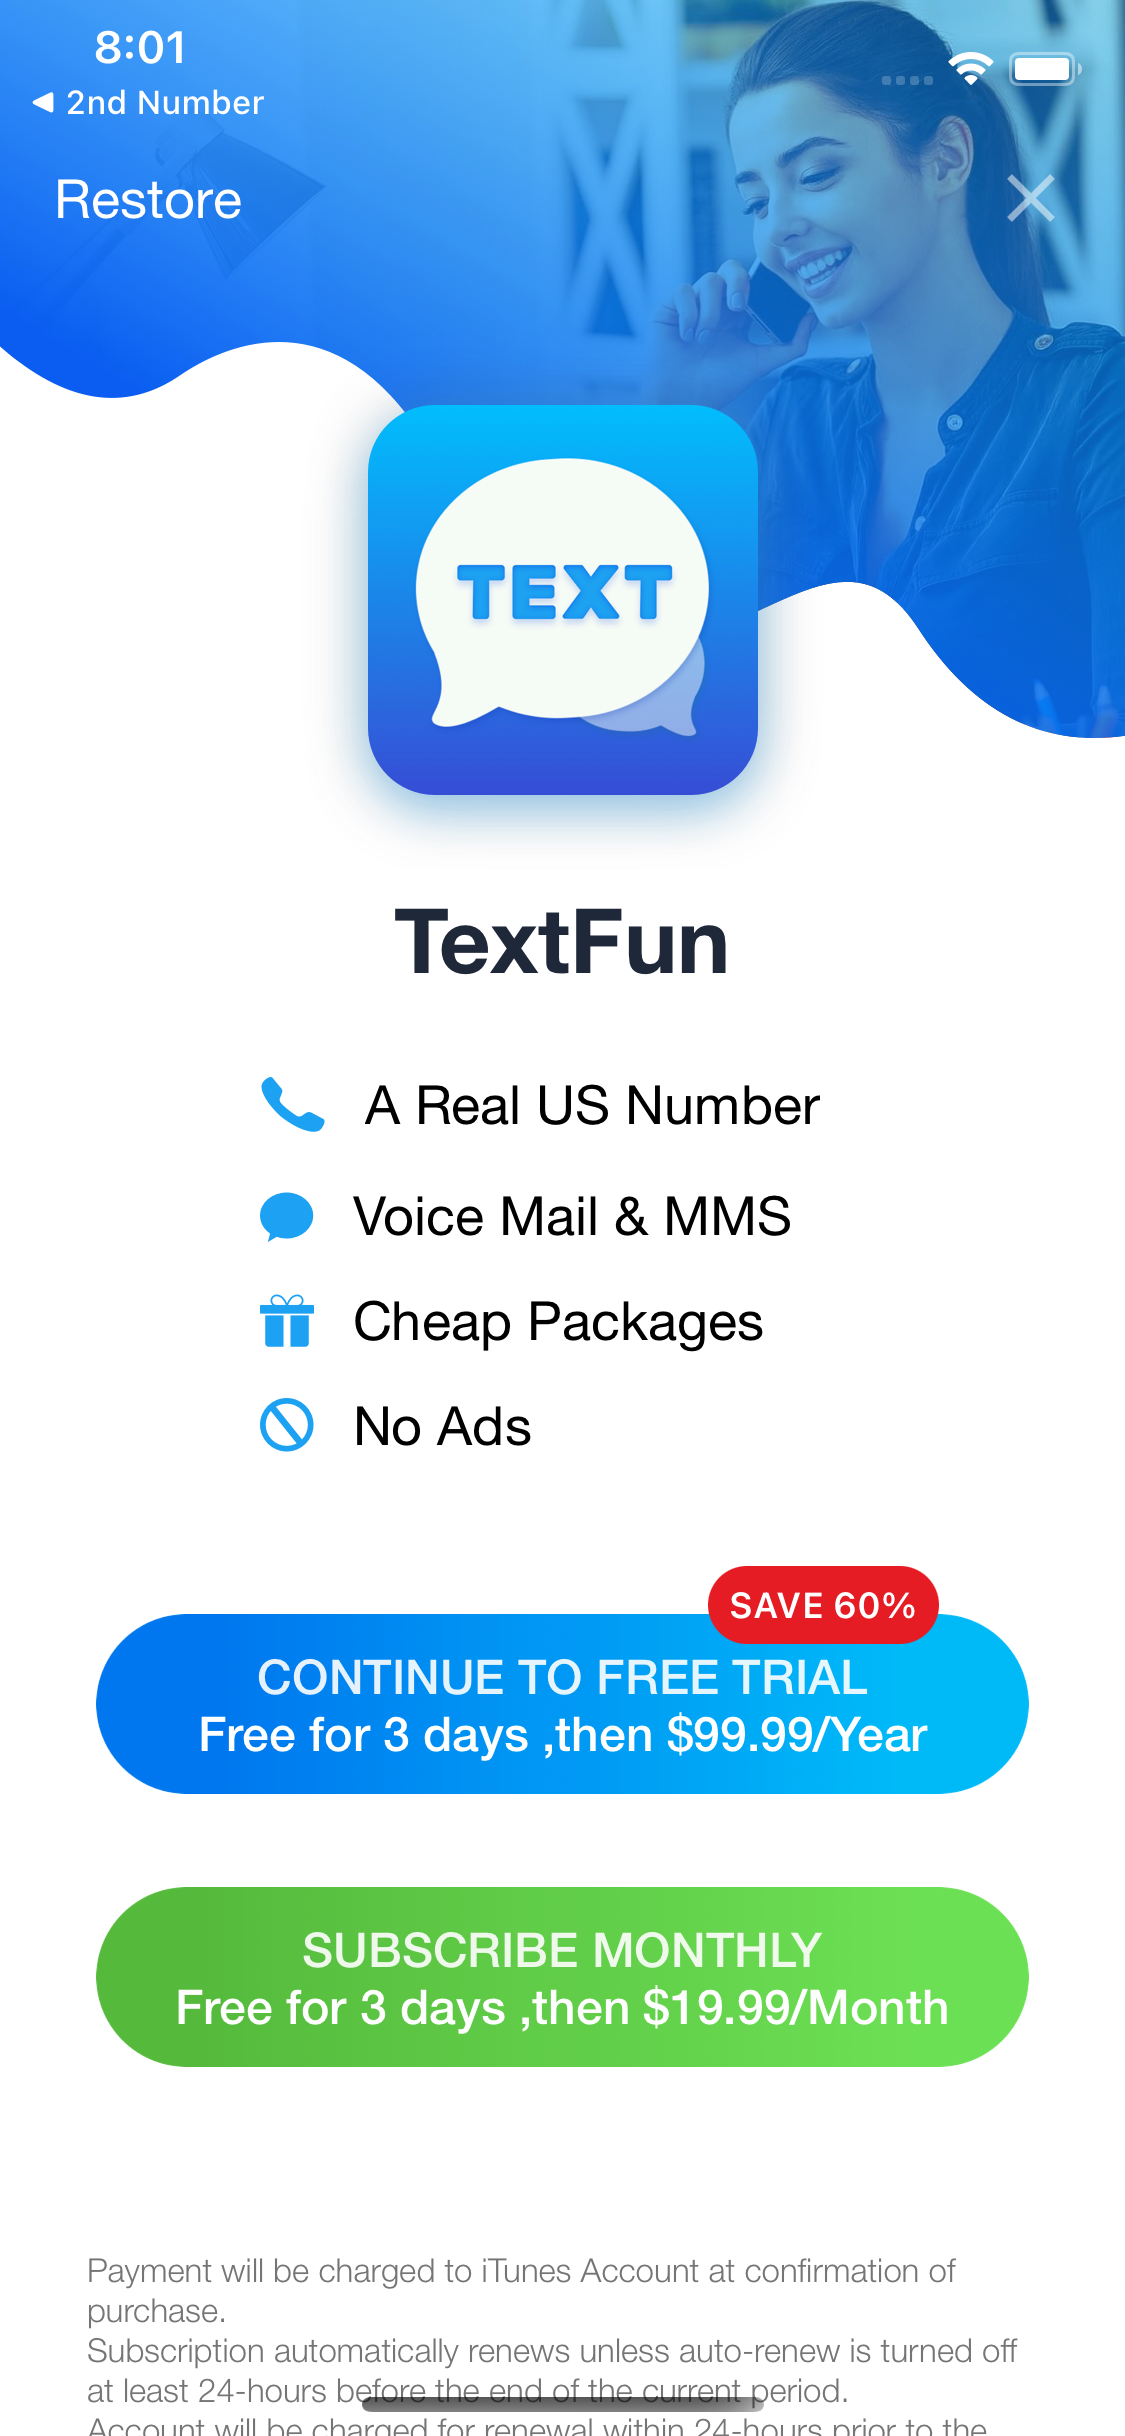 8:01
2nd Number
Restore
TEXT
TextFun
A Real US Number
Voice Mail & MMS
Cheap Packages
No Ads
SAVE 60%
CONTINUE TO FREE TRIAL
Free for 3 days ,then $99.99/Year
SUBSCRIBE MONTHLY
Free for 3 days ,then $19.99/Month
Payment will be charged to iTunes Account at confirmation of
purchase.
Subscription automatically renews unless auto-renew is turned off
at least 24-hours before the end of the current period.
Account will be charged for renewal within 24-hours prior to the